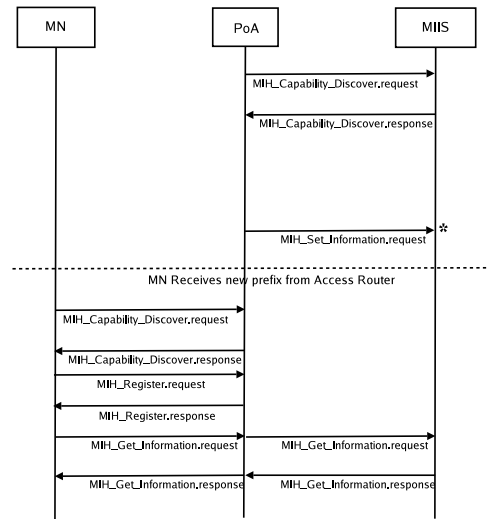 MN PoA MIIS
MIH_Capability_Discover.request
MIH_Capability_Discover.response
*
MIH_Set_Information.request
MN Receives new prefix from Access Router
MIH_Capability_Discover.request
MIH_Capability_Discover.response
MIH_Register.request
MIH_Register.response
MIH_Get_Information.request MIH_Get_Information.request
MIH_Get_Information.response MIH_Get_Information.response